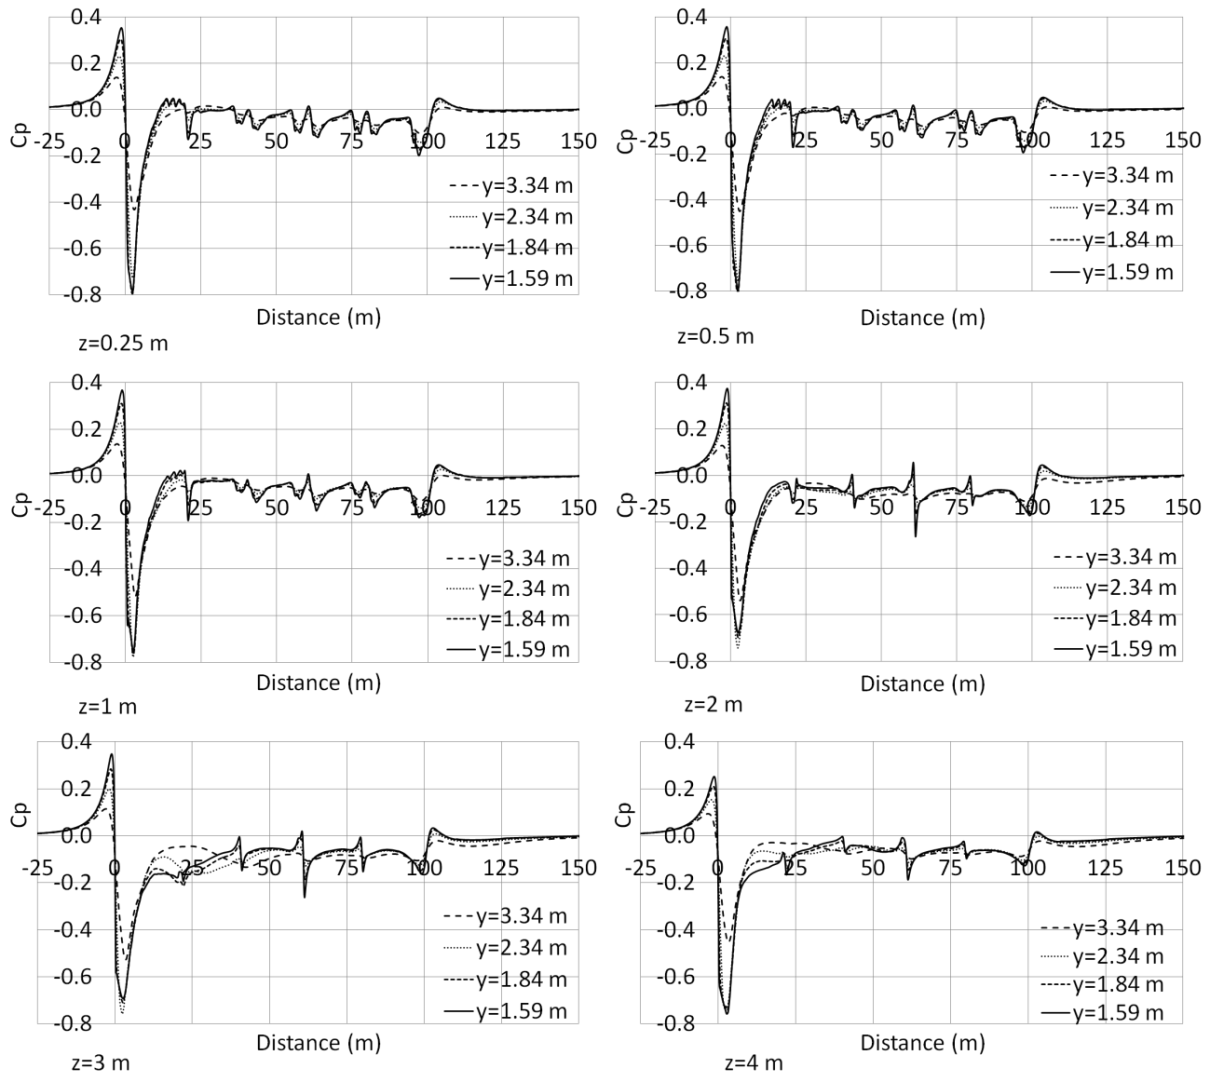 0.4
0.2
0.0
-0.2
-0.4
-0.6
-0.8
Cp
-25 0 25 50 75 100 125 150
y=3.34 m
y=2.34 m
y=1.84 m
y=1.59 m
Distance (m)
z=0.25 m
0.4
0.2
0.0
-0.2
-0.4
-0.6
-0.8
Cp
-25 0 25 50 75 100 125 150
y=3.34 m
y=2.34 m
y=1.84 m
y=1.59 m
Distance (m)
z=0.5 m
0.4
0.2
0.0
-0.2
-0.4
-0.6
-0.8
Cp
-25 0 25 50 75 100 125 150
y=3.34 m
y=2.34 m
y=1.84 m
y=1.59 m
Distance (m)
z=1 m
0.4
0.2
0.0
-0.2
-0.4
-0.6
-0.8
Cp
-25 0 25 50 75 100 125 150
y=3.34 m
y=2.34 m
y=1.84 m
y=1.59 m
Distance (m)
z=2 m
0.4
0.2
0.0
-0.2
-0.4
-0.6
-0.8
Cp
-25 0 25 50 75 100 125 150
y=3.34 m
y=2.34 m
y=1.84 m
y=1.59 m
Distance (m)
z=3 m
0.4
0.2
0.0
-0.2
-0.4
-0.6
-0.8
Cp
-25 0 25 50 75 100 125 150
y=3.34 m
y=2.34 m
y=1.84 m
y=1.59 m
Distance (m)
z=4 m